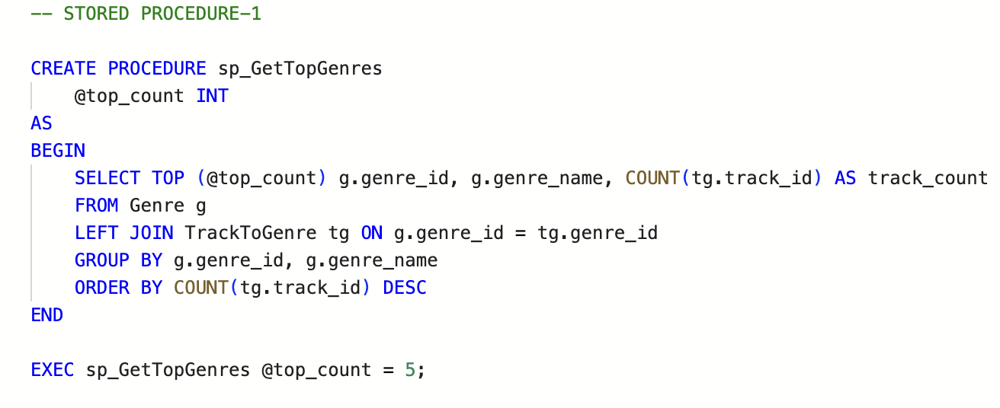 -- STORED PROCEDURE-1
CREATE PROCEDURE sp_GetTopGenres
@top_count INT
AS
BEGIN
SELECT TOP (@top_count) g.genre_id, g.genre_name, COUNT(tg.track_id) AS track_count
FROM Genre g
LEFT JOIN TrackToGenre tg ON g.genre_id = tg.genre_id
GROUP BY g.genre_id, g.genre_name
ORDER BY COUNT(tg.track_id) DESC
END
EXEC sp_GetTopGenres @top_count = 5;